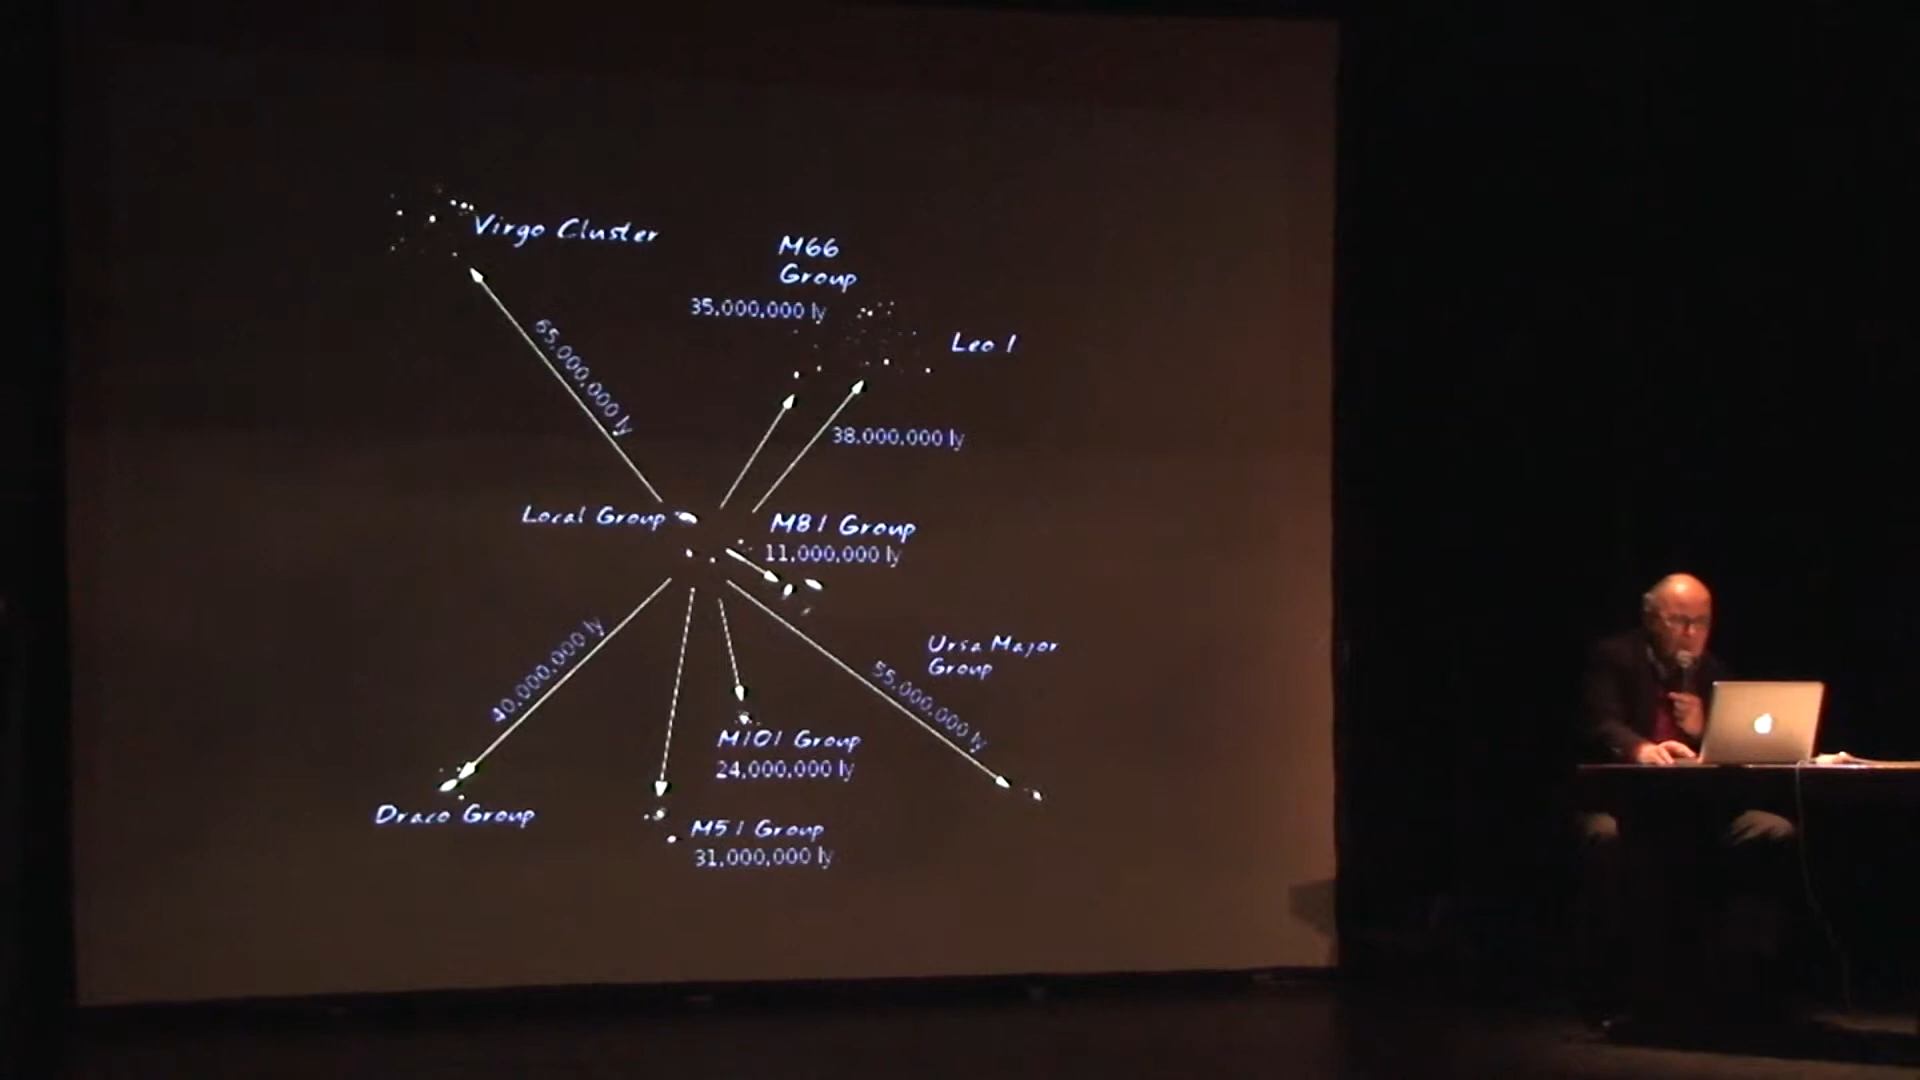 Virgo Cluster
M66
Group
35,000,000 ly
Leo I
65,000,000 ly
38,000,000 ly
Local Group
M81 Group
11,000,000 ly
Ursa Major
Group
55,000,000 ly
40,000,000 ly
M101 Group
24,000,000 ly
Draco Group
M51 Group
31,000,000 ly